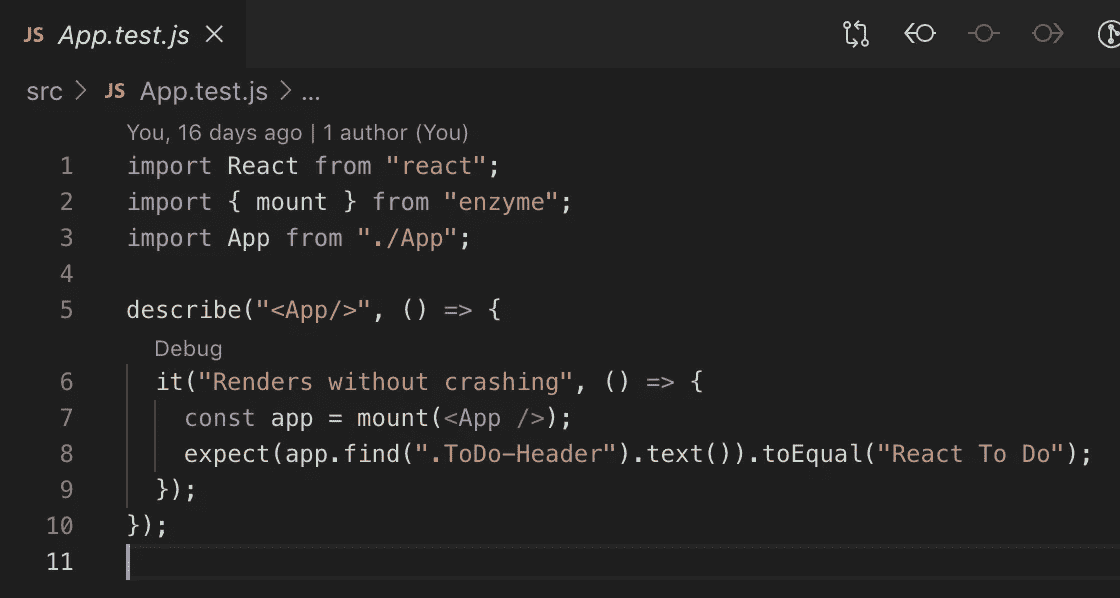 JS App.test.js ×
src > JS App.test.js > ...
You, 16 days ago | 1 author (You)
1 import React from "react";
2 import { mount } from "enzyme";
3 import App from "./App";
4
5 describe("<App/>", () => {
Debug
6 it("Renders without crashing", () => {
7 const app = mount(<App />);
8 expect(app.find(".ToDo-Header").text()).toEqual("React To Do");
9 });
10 });
11